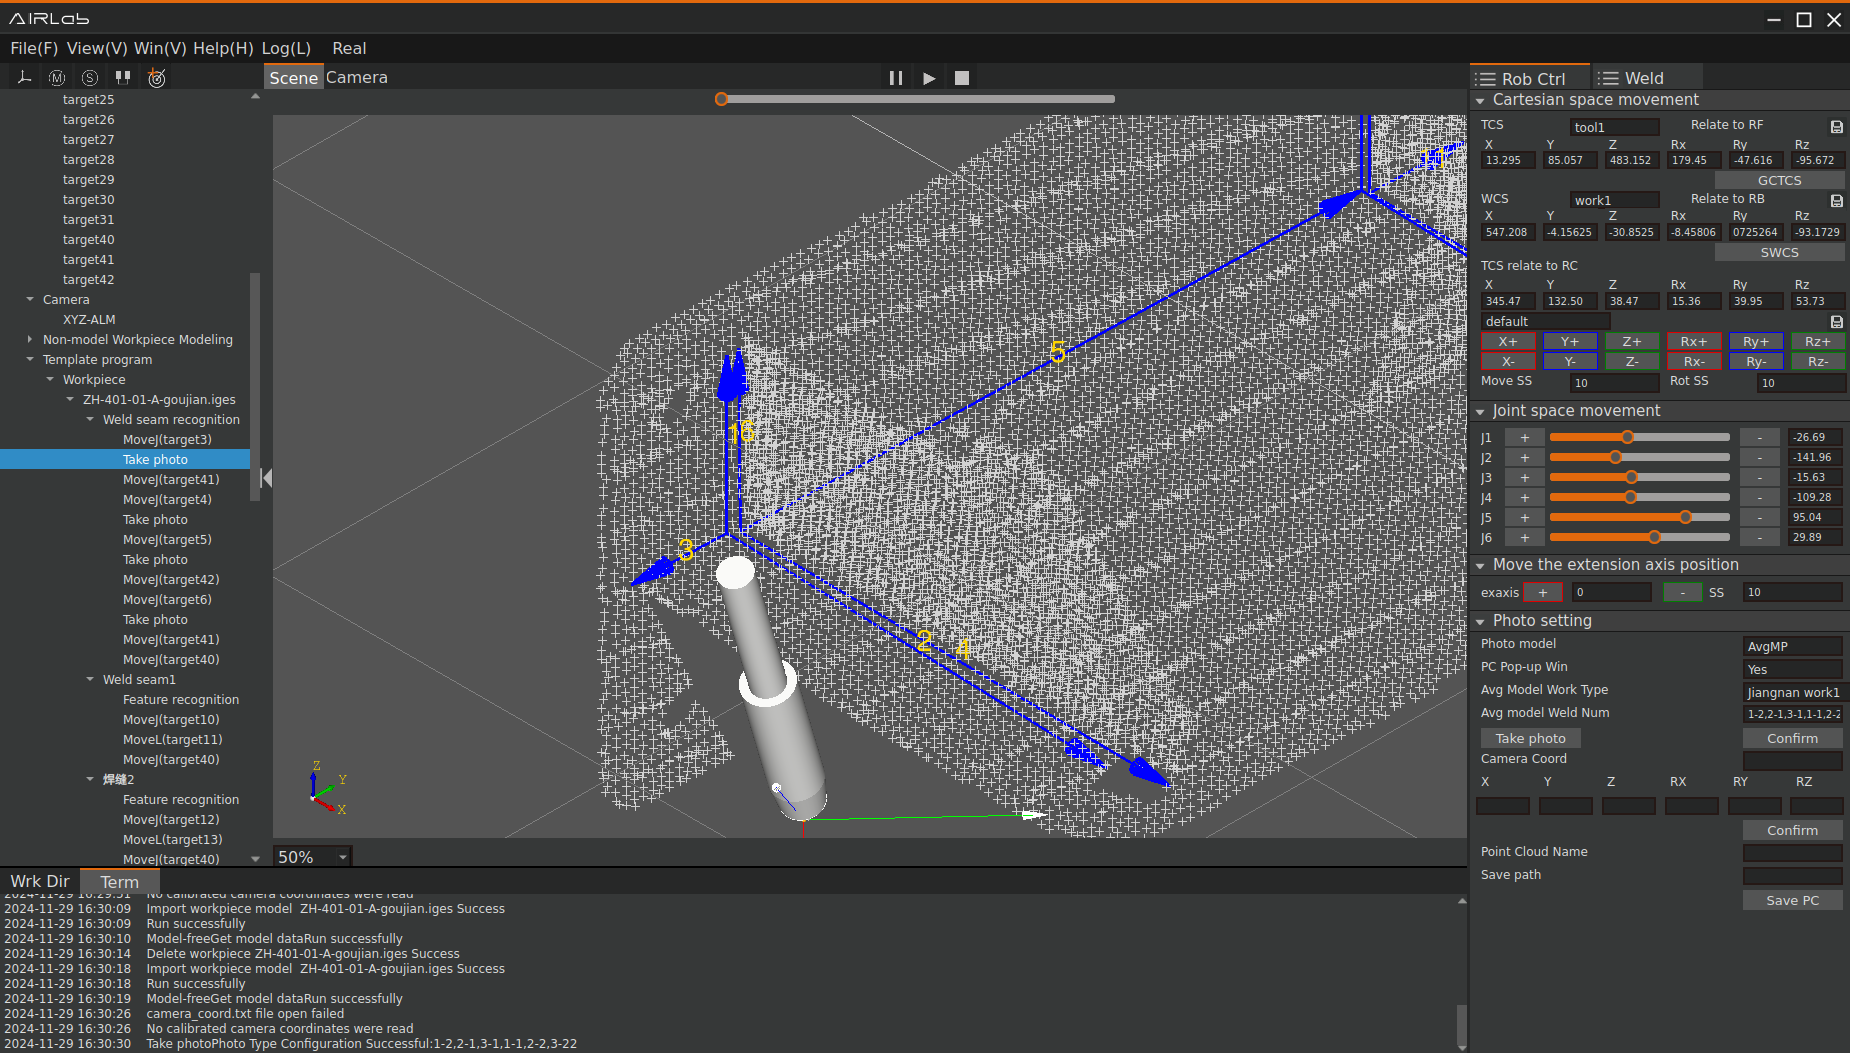 AIRLab
File(F) View(V) Win(V) Help(H) Log(L) Real
M S
Scene Camera
target25
target26
target27
target28
target29
target30
target31
target40
target41
target42
Camera
XYZ-ALM
Non-model Workpiece Modeling
Template program
Workpiece
ZH-401-01-A-goujian.iges
Weld seam recognition
MoveJ(target3)
Take photo
MoveJ(target41)
MoveJ(target4)
Take photo
MoveJ(target5)
Take photo
MoveJ(target42)
MoveJ(target6)
Take photo
MoveJ(target41)
MoveJ(target40)
Weld seam1
Feature recognition
MoveJ(target10)
MoveL(target11)
MoveJ(target40)
焊缝2
Feature recognition
MoveJ(target12)
MoveL(target13)
MoveJ(target40)
5
16
3
2 4
Z
Y
X
50%
Rob Ctrl Weld
Cartesian space movement
TCS tool1 Relate to RF
X Y Z Rx Ry Rz
13.295 85.057 483.152 179.45 -47.616 -95.672
GCTCS
WCS work1 Relate to RB
X Y Z Rx Ry Rz
547.208 -4.15625 -30.8525 -8.45806 0725264 -93.1729
SWCS
TCS relate to RC
X Y Z Rx Ry Rz
345.47 132.50 38.47 15.36 39.95 53.73
default
X+ Y+ Z+ Rx+ Ry+ Rz+
X- Y- Z- Rx- Ry- Rz-
Move SS 10 Rot SS 10
Joint space movement
J1 + - -26.69
J2 + - -141.96
J3 + - -15.63
J4 + - -109.28
J5 + - 95.04
J6 + - 29.89
Move the extension axis position
exaxis + 0 - SS 10
Photo setting
Photo model AvgMP
PC Pop-up Win Yes
Avg Model Work Type Jiangnan work1
Avg model Weld Num 1-2,2-1,3-1,1-1,2-2
Take photo Confirm
Camera Coord
X Y Z RX RY RZ
Confirm
Point Cloud Name
Save path
Save PC
Wrk Dir Term
2024-11-29 16:29:51 No calibrated camera coordinates were read
2024-11-29 16:30:09 Import workpiece model ZH-401-01-A-goujian.iges Success
2024-11-29 16:30:09 Run successfully
2024-11-29 16:30:10 Model-freeGet model dataRun successfully
2024-11-29 16:30:14 Delete workpiece ZH-401-01-A-goujian.iges Success
2024-11-29 16:30:18 Import workpiece model ZH-401-01-A-goujian.iges Success
2024-11-29 16:30:18 Run successfully
2024-11-29 16:30:19 Model-freeGet model dataRun successfully
2024-11-29 16:30:26 camera_coord.txt file open failed
2024-11-29 16:30:26 No calibrated camera coordinates were read
2024-11-29 16:30:30 Take photoPhoto Type Configuration Successful:1-2,2-1,3-1,1-1,2-2,3-22